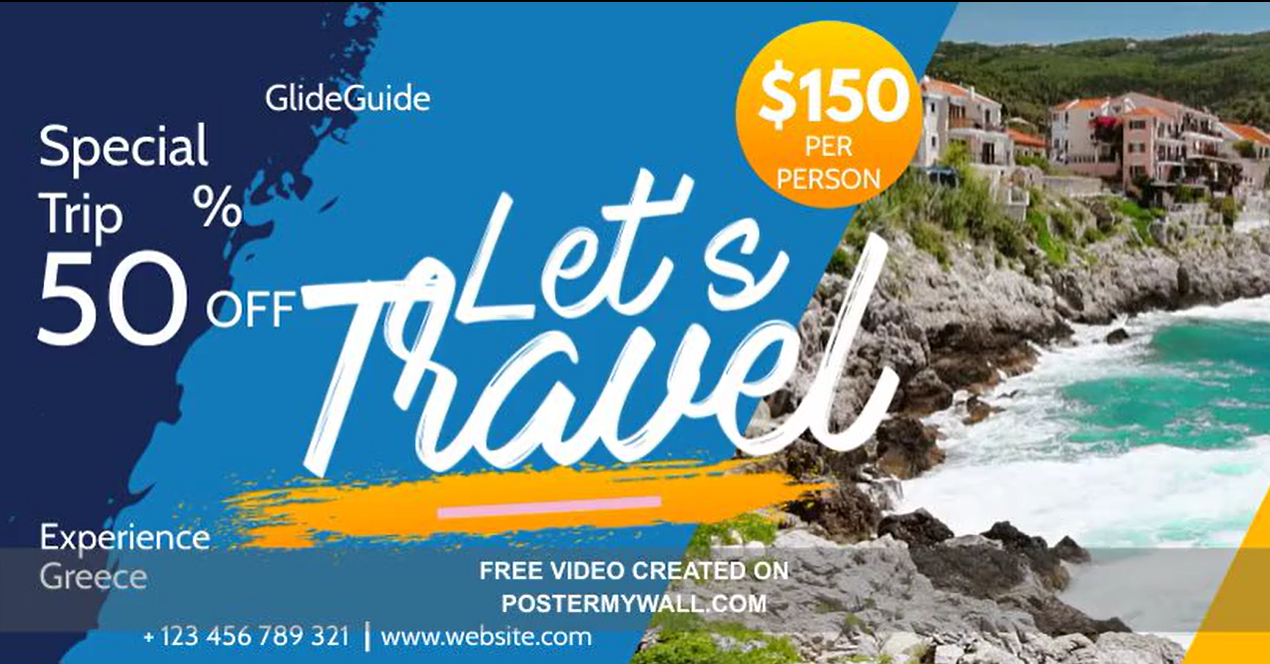 GlideGuide
Special
Trip %
50 OFF
$150
PER
PERSON
Let's
Travel
Experience
Greece
FREE VIDEO CREATED ON
POSTERMYWALL.COM
+ 123 456 789 321 | www.website.com